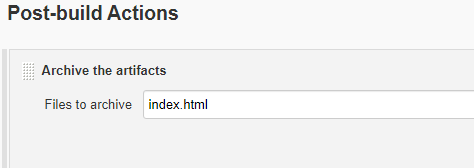 Post-build Actions
Archive the artifacts
Files to archive index.html